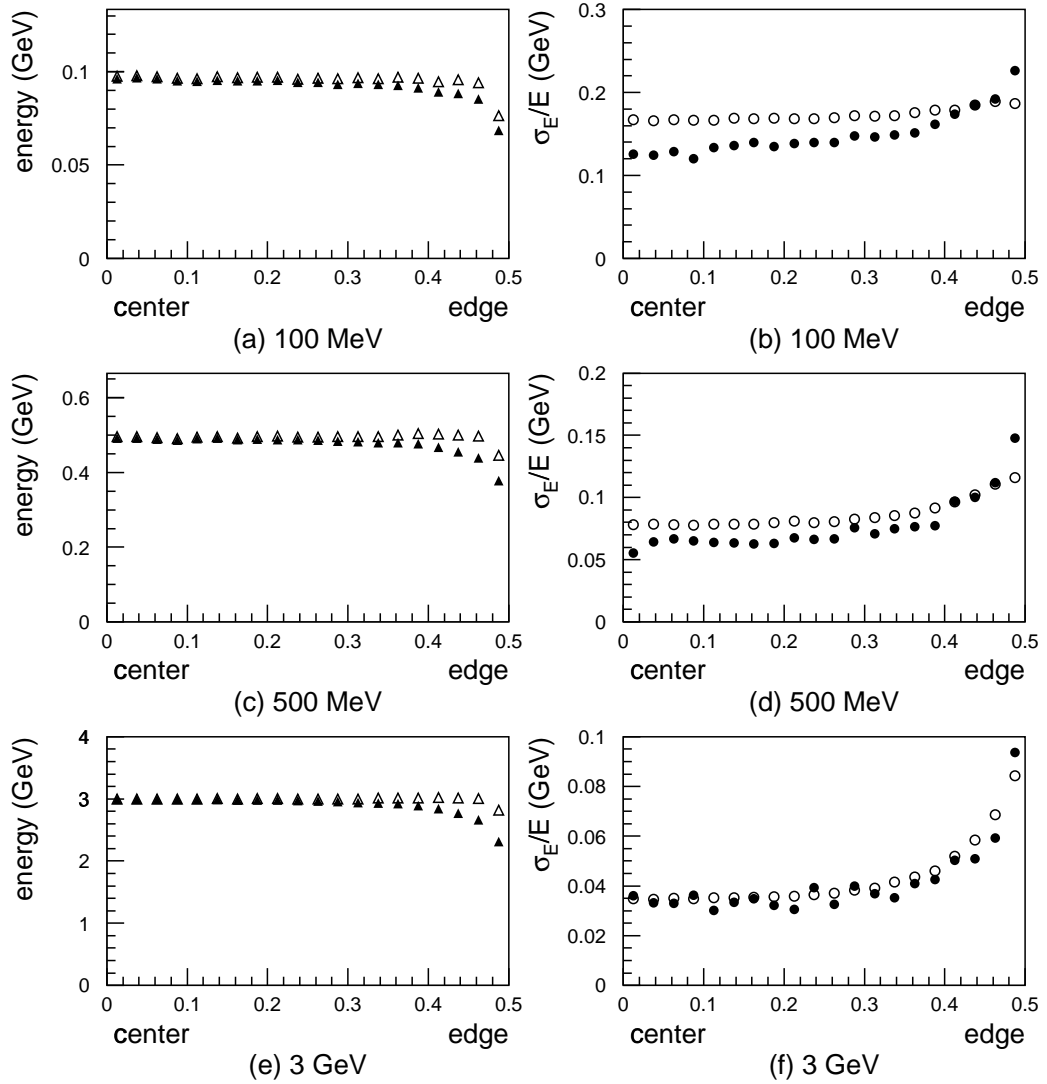 energy (GeV)
0.1
0.05
0
0 0.1 0.2 0.3 0.4 0.5
center edge
(a) 100 MeV
σE/E (GeV)
0.3
0.2
0.1
0
0 0.1 0.2 0.3 0.4 0.5
center edge
(b) 100 MeV
energy (GeV)
0.6
0.4
0.2
0
0 0.1 0.2 0.3 0.4 0.5
center edge
(c) 500 MeV
σE/E (GeV)
0.2
0.15
0.1
0.05
0
0 0.1 0.2 0.3 0.4 0.5
center edge
(d) 500 MeV
energy (GeV)
4
3
2
1
0
0 0.1 0.2 0.3 0.4 0.5
center edge
(e) 3 GeV
σE/E (GeV)
0.1
0.08
0.06
0.04
0.02
0
0 0.1 0.2 0.3 0.4 0.5
center edge
(f) 3 GeV